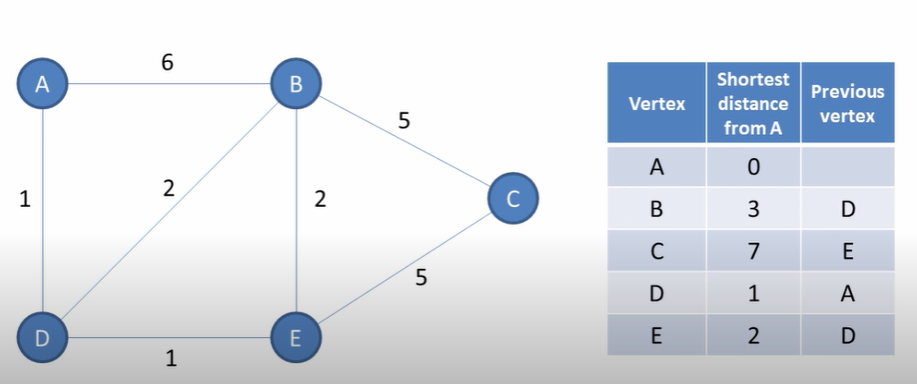 6
A
B
5
1
2
2
C
5
D
E
1
Vertex Shortest distance from A Previous vertex
A 0
B 3 D
C 7 E
D 1 A
E 2 D